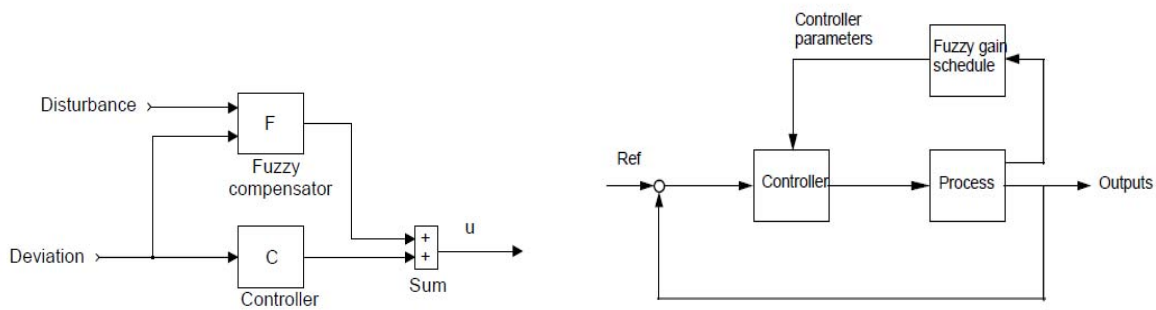 Disturbance
F
Fuzzy
compensator
Deviation
C
Controller
+
+
Sum
u
Controller
parameters
Fuzzy gain
schedule
Ref
Controller
Process
Outputs